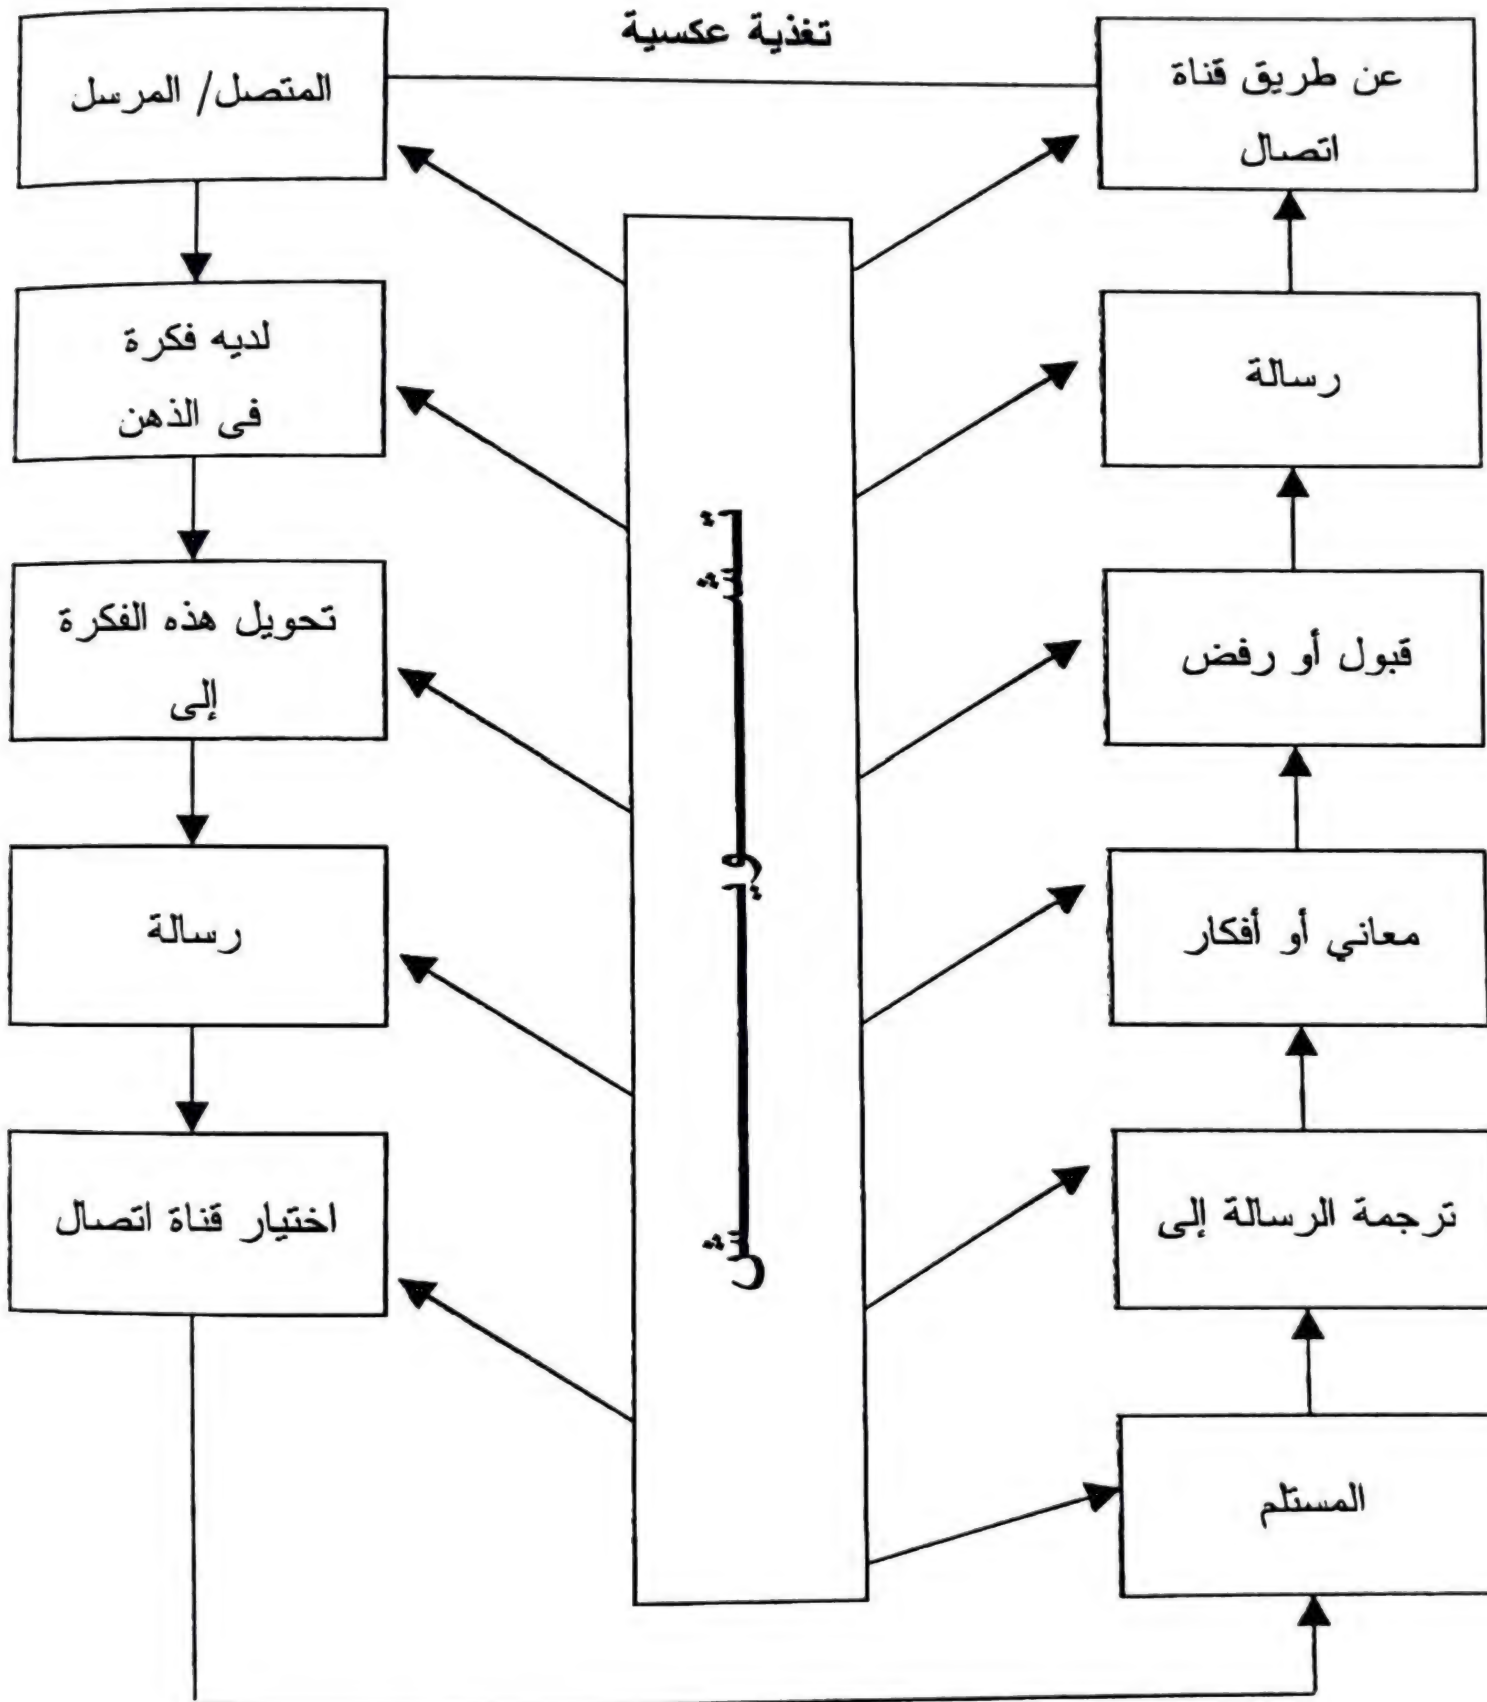 تغذية عكسية
المتصل/ المرسل
لديه فكرة
فى الذهن
تحويل هذه الفكرة
إلى
رسالة
اختيار قناة اتصال
تشويش
المستلم
ترجمة الرسالة إلى
معاني أو أفكار
قبول أو رفض
رسالة
عن طريق قناة
اتصال